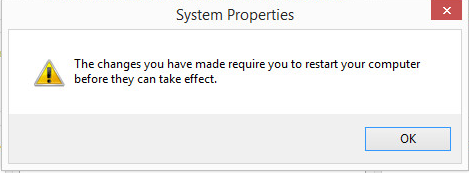 System Properties
The changes you have made require you to restart your computer
before they can take effect.
OK